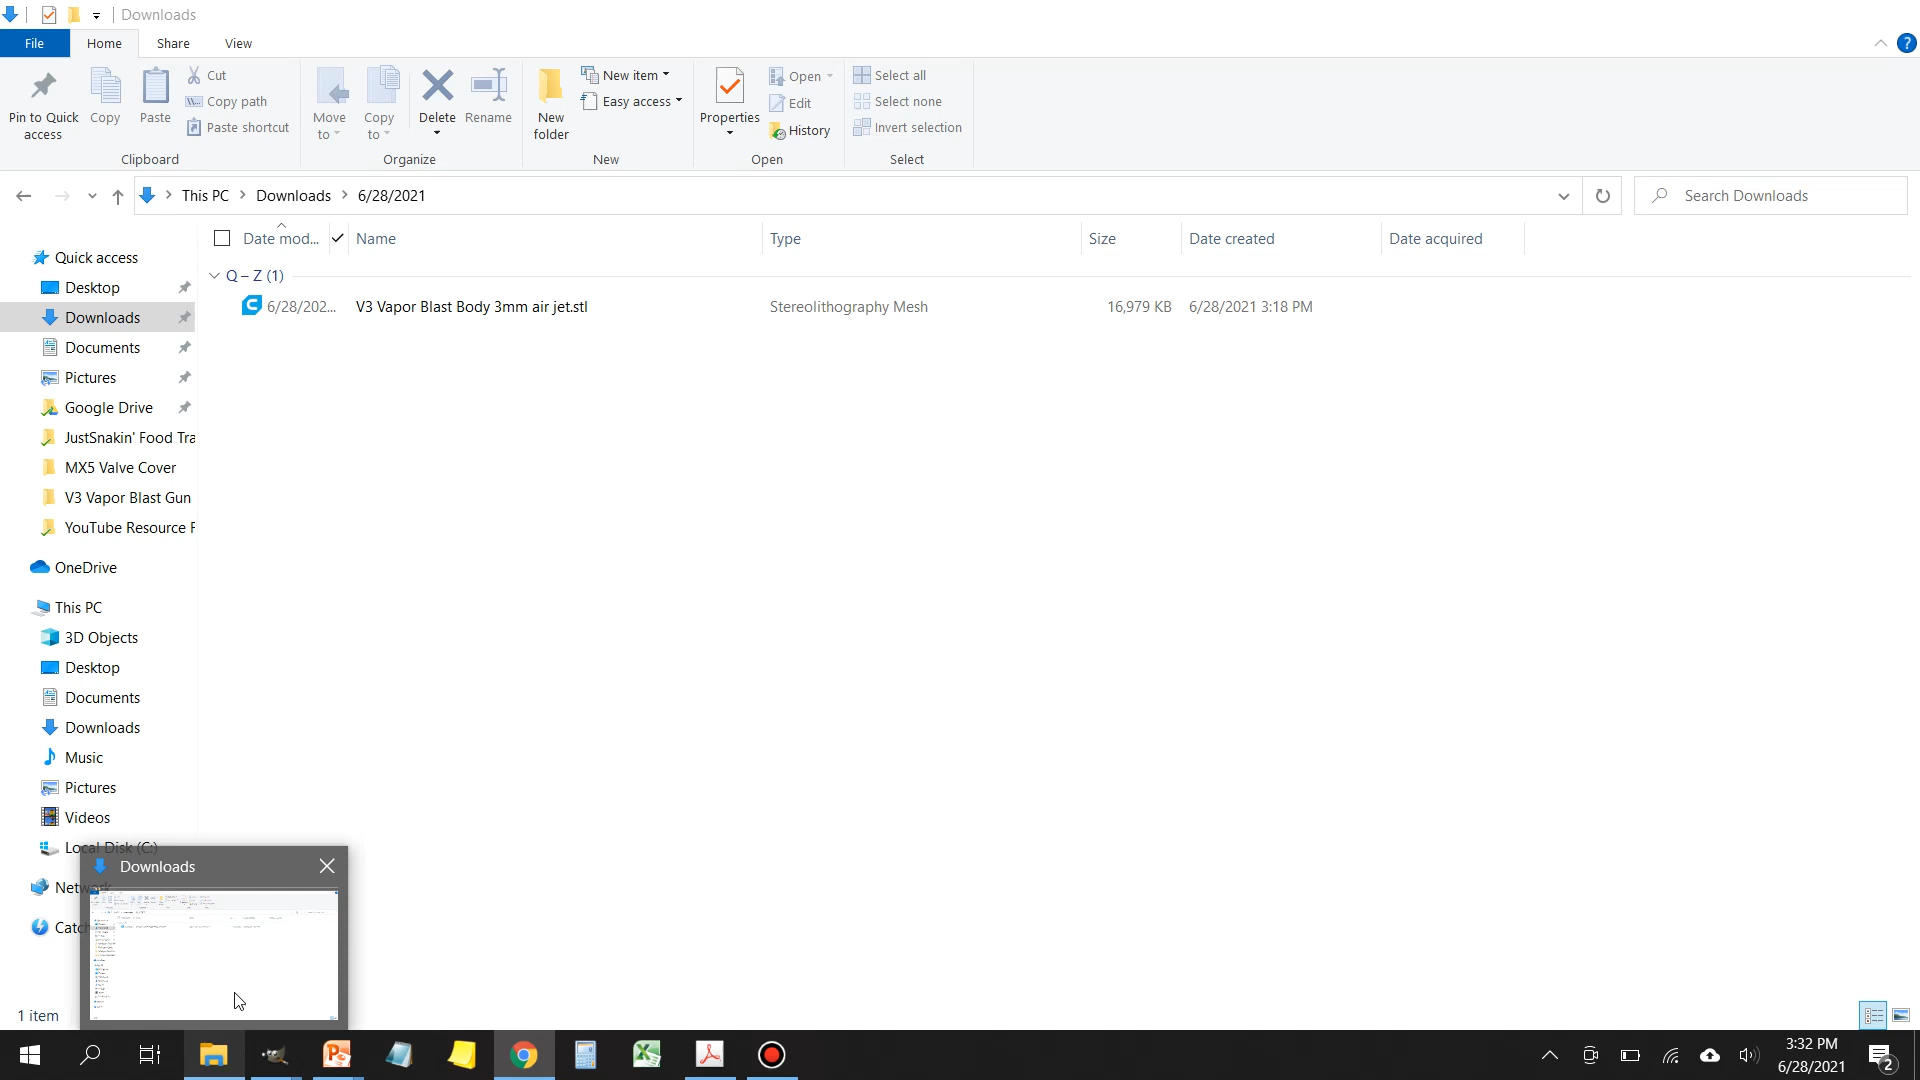 Downloads
File Home Share View
Pin to Quick access
Copy
Paste
Cut
Copy path
Paste shortcut
Clipboard
Move to
Copy to
Delete
Rename
Organize
New folder
New item
Easy access
New
Properties
Open
Edit
History
Open
Select all
Select none
Invert selection
Select
This PC > Downloads > 6/28/2021
Search Downloads
Date mod... Name Type Size Date created Date acquired
Q – Z (1)
6/28/202... V3 Vapor Blast Body 3mm air jet.stl Stereolithography Mesh 16,979 KB 6/28/2021 3:18 PM
Quick access
Desktop
Downloads
Documents
Pictures
Google Drive
JustSnakin' Food Tra
MX5 Valve Cover
V3 Vapor Blast Gun
YouTube Resource F
OneDrive
This PC
3D Objects
Desktop
Documents
Downloads
Music
Pictures
Videos
Local Disk (C:)
Downloads
Network
Catch
1 item
3:32 PM
6/28/2021
2